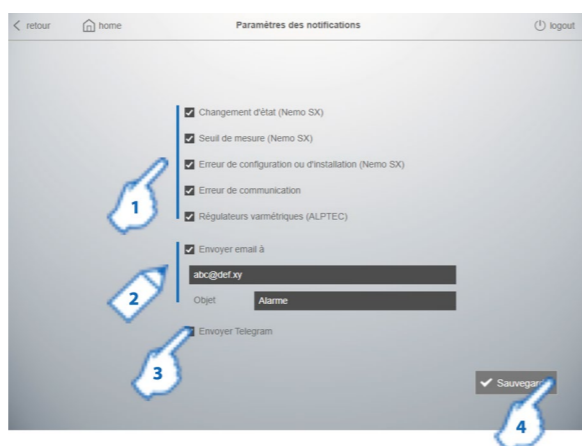 retour home Paramètres des notifications logout
Changement d'état (Nemo SX)
Seuil de mesure (Nemo SX)
Erreur de configuration ou d'installation (Nemo SX)
1
Erreur de communication
Régulateurs varmétriques (ALPTEC)
Envoyer email à
abc@def.xy
2
Objet Alarme
Envoyer Telegram
3
4